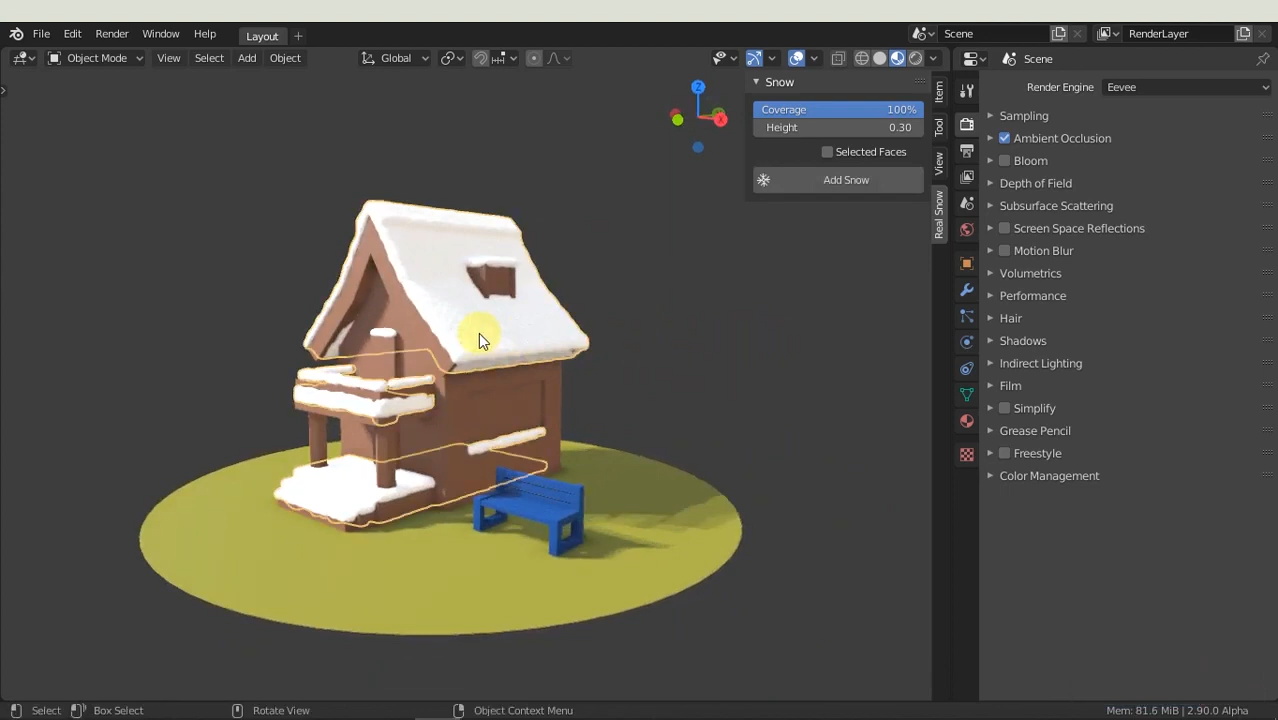 File Edit Render Window Help Layout + Scene RenderLayer
Object Mode View Select Add Object Global Scene
Snow
Coverage 100%
Height 0.30
Selected Faces
Add Snow
Item
Tool
View
Real Snow
Z
X
Render Engine Eevee
Sampling
Ambient Occlusion
Bloom
Depth of Field
Subsurface Scattering
Screen Space Reflections
Motion Blur
Volumetrics
Performance
Hair
Shadows
Indirect Lighting
Film
Simplify
Grease Pencil
Freestyle
Color Management
Select Box Select Rotate View Object Context Menu Mem: 81.6 MiB | 2.90.0 Alpha